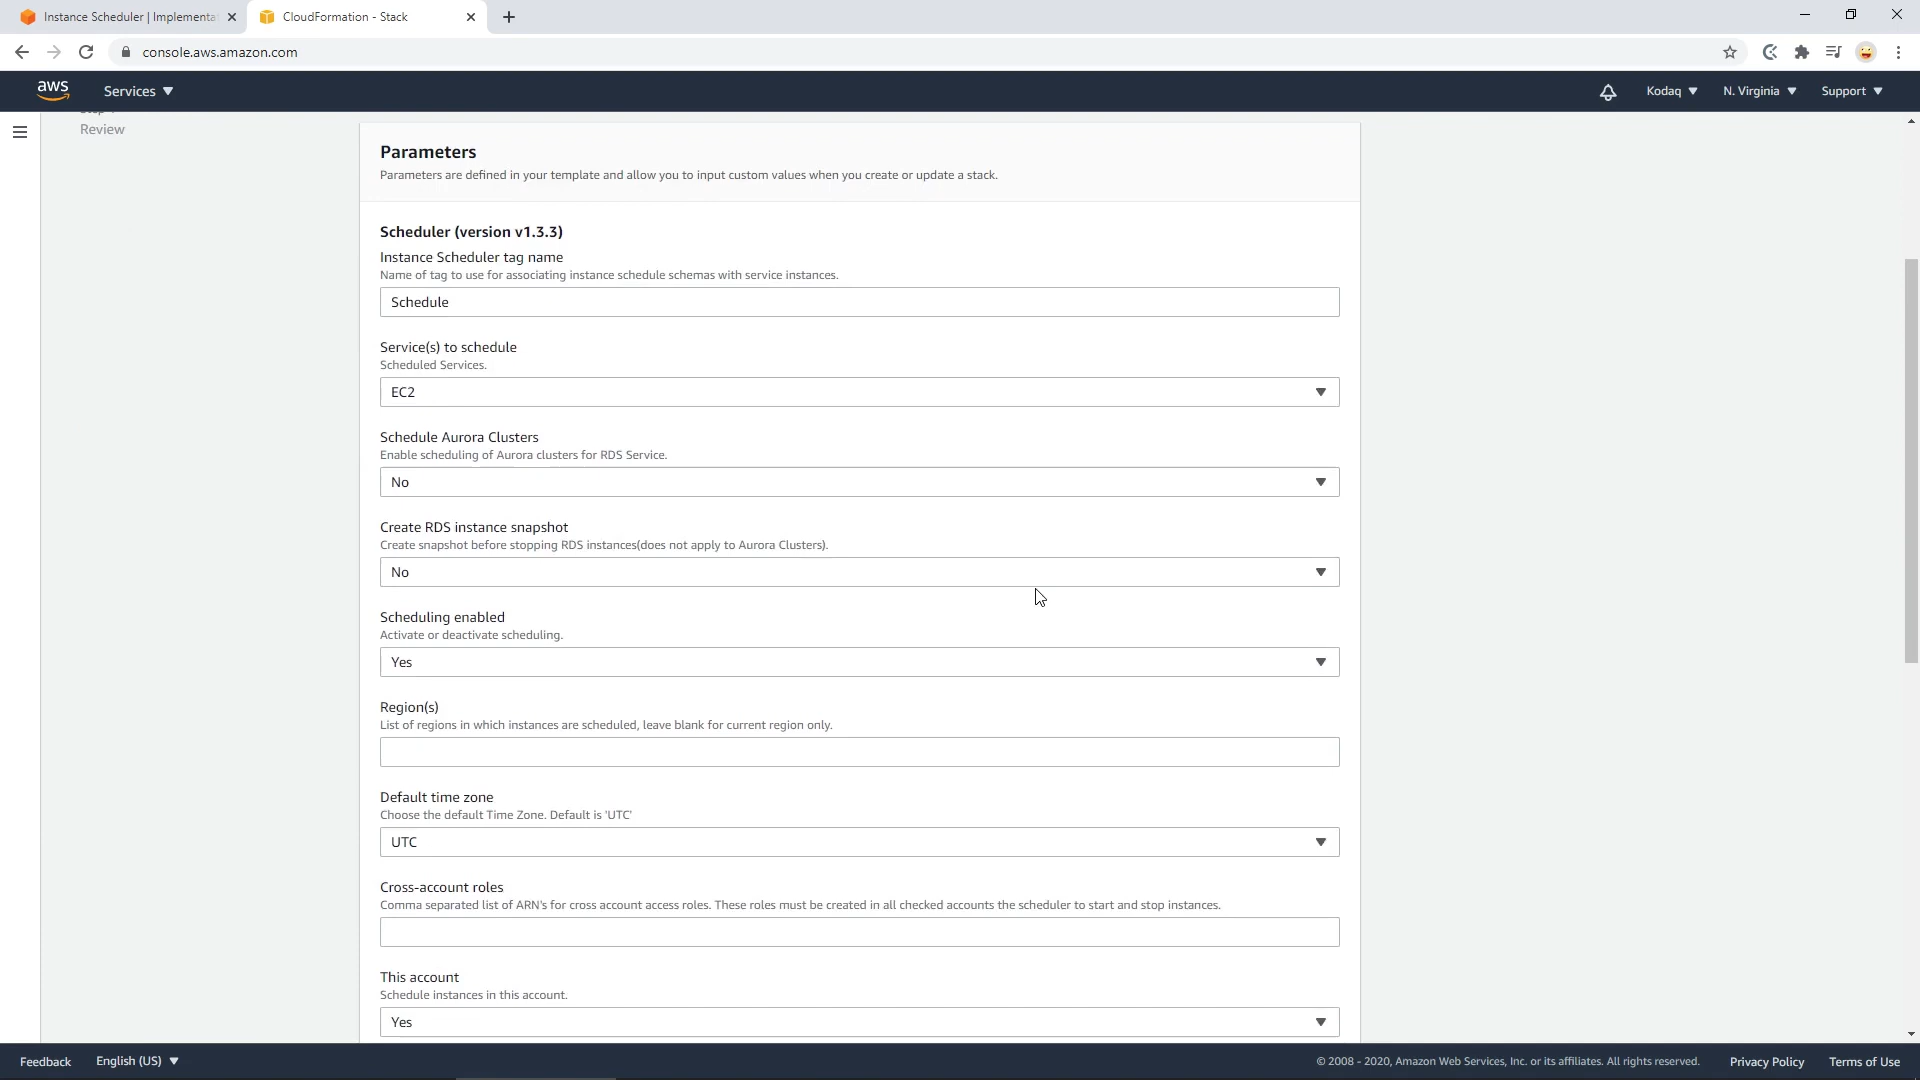 Instance Scheduler | Implementa
CloudFormation - Stack
console.aws.amazon.com
aws
Services
Kodaq
N. Virginia
Support
Review
Parameters
Parameters are defined in your template and allow you to input custom values when you create or update a stack.
Scheduler (version v1.3.3)
Instance Scheduler tag name
Name of tag to use for associating instance schedule schemas with service instances.
Schedule
Service(s) to schedule
Scheduled Services.
EC2
Schedule Aurora Clusters
Enable scheduling of Aurora clusters for RDS Service.
No
Create RDS instance snapshot
Create snapshot before stopping RDS instances(does not apply to Aurora Clusters).
No
Scheduling enabled
Activate or deactivate scheduling.
Yes
Region(s)
List of regions in which instances are scheduled, leave blank for current region only.
Default time zone
Choose the default Time Zone. Default is 'UTC'
UTC
Cross-account roles
Comma separated list of ARN's for cross account access roles. These roles must be created in all checked accounts the scheduler to start and stop instances.
This account
Schedule instances in this account.
Yes
Feedback
English (US)
© 2008 - 2020, Amazon Web Services, Inc. or its affiliates. All rights reserved.
Privacy Policy
Terms of Use